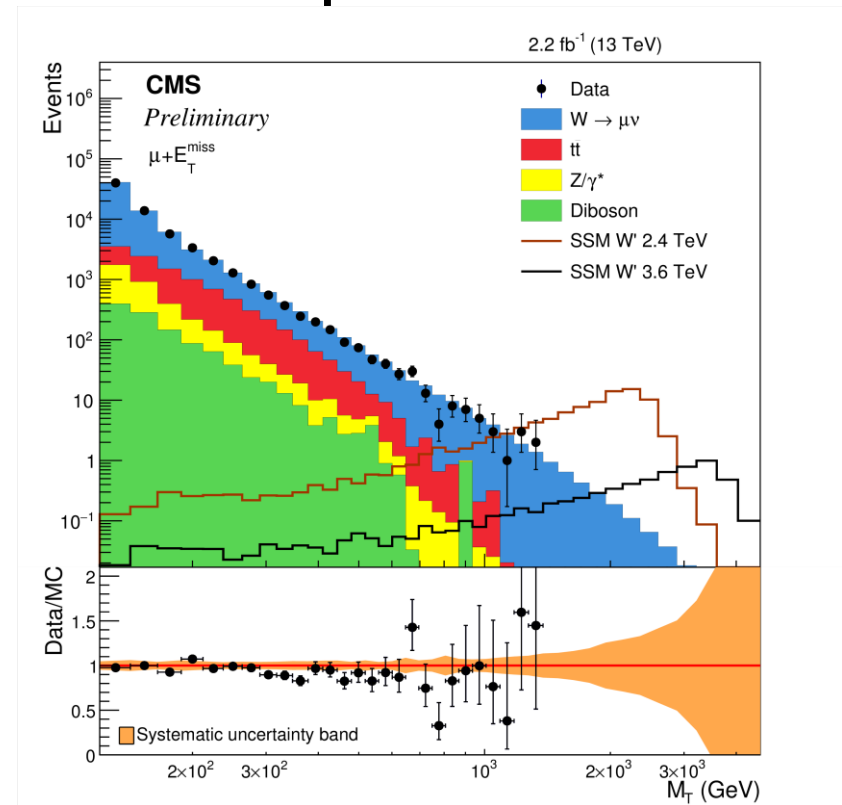 2.2 fb⁻¹ (13 TeV)
Events
CMS
Preliminary
μ+E_T^miss
Data
W → μν
tt
Z/γ*
Diboson
SSM W' 2.4 TeV
SSM W' 3.6 TeV
10⁶
10⁵
10⁴
10³
10²
10
1
10⁻¹
Data/MC
2
1.5
1
0.5
0
Systematic uncertainty band
2×10² 3×10² 10³ 2×10³ 3×10³
M_T (GeV)